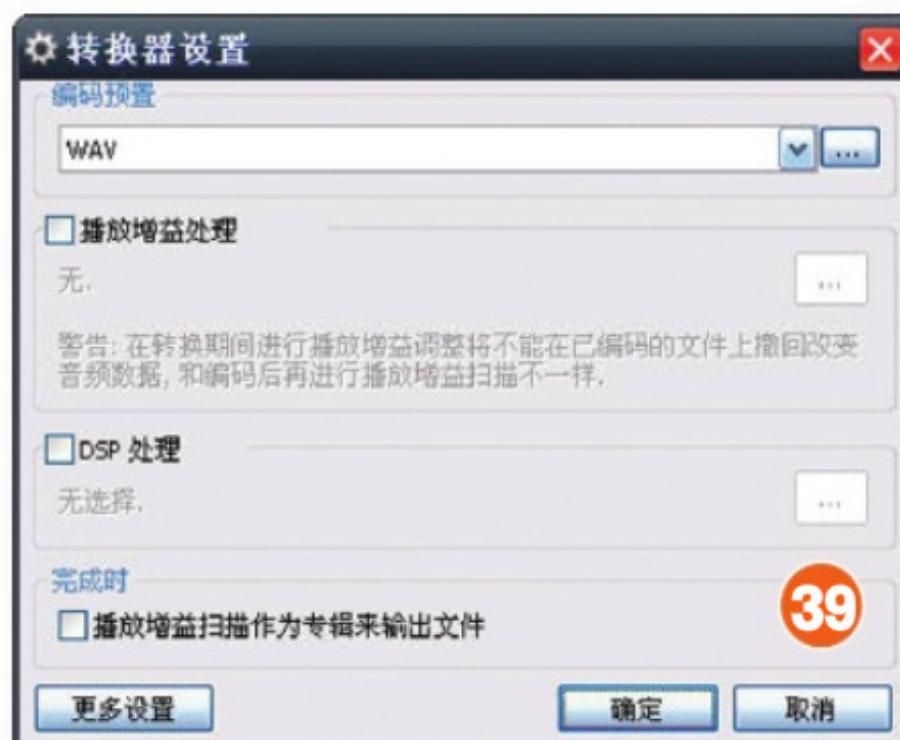 转换器设置
编码预置
WAV
...
播放增益处理
无.
...
警告: 在转换期间进行播放增益调整将不能在已编码的文件上撤回改变
音频数据, 和编码后再进行播放增益扫描不一样.
DSP 处理
无选择.
...
完成时
39
播放增益扫描作为专辑来输出文件
更多设置
确定
取消